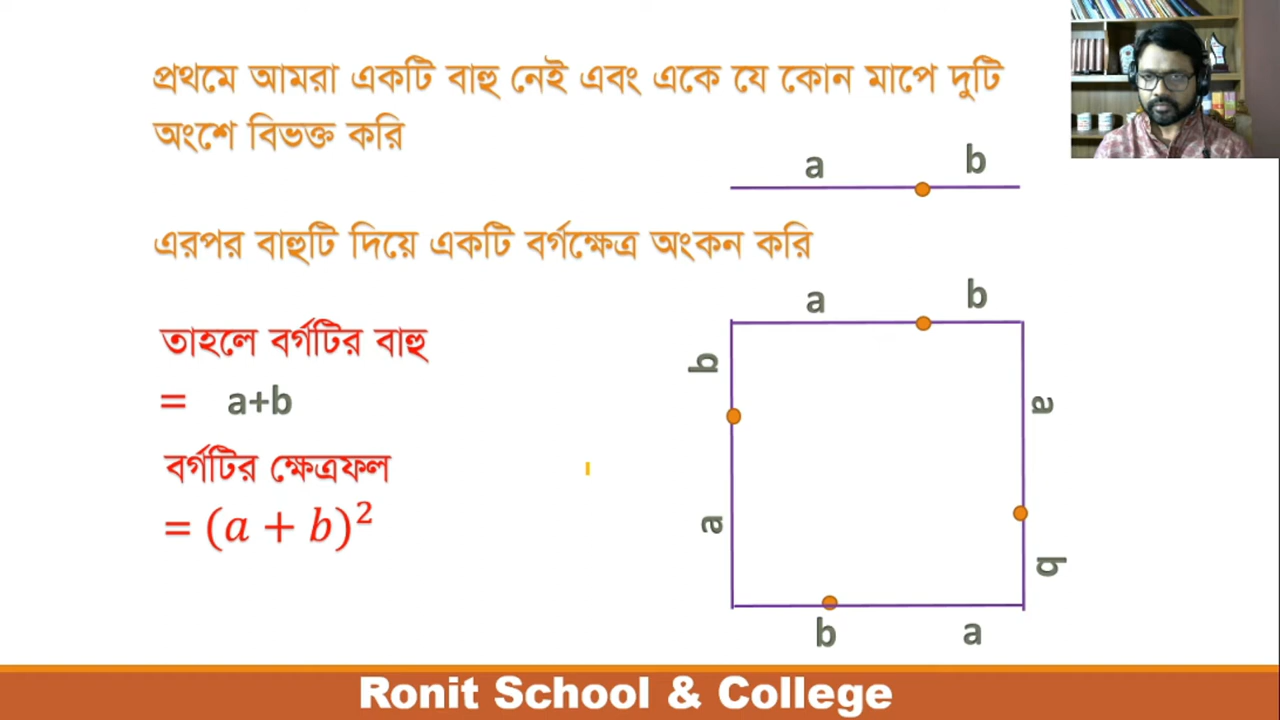 প্রথমে আমরা একটি বাহু নেই এবং একে যে কোন মাপে দুটি
অংশে বিভক্ত করি
a b
এরপর বাহুটি দিয়ে একটি বর্গক্ষেত্র অংকন করি
a b
তাহলে বর্গটির বাহু
= a+b
বর্গটির ক্ষেত্রফল
= (a + b)²
b
a
a
b
b a
Ronit School & College